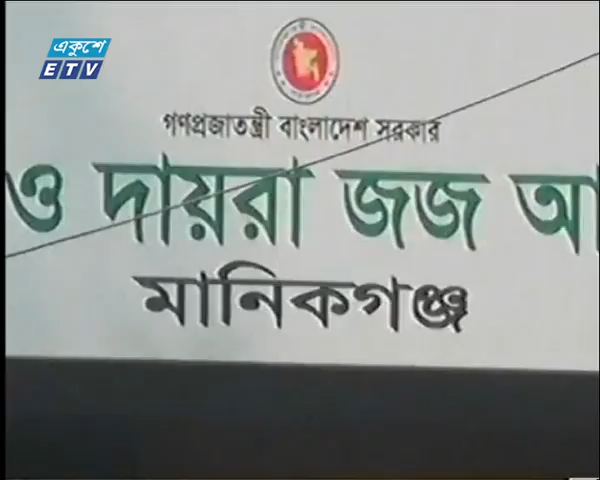 একুশে
ETV
গণপ্রজাতন্ত্রী বাংলাদেশ সরকার
ও দায়রা জজ আ
মানিকগঞ্জ